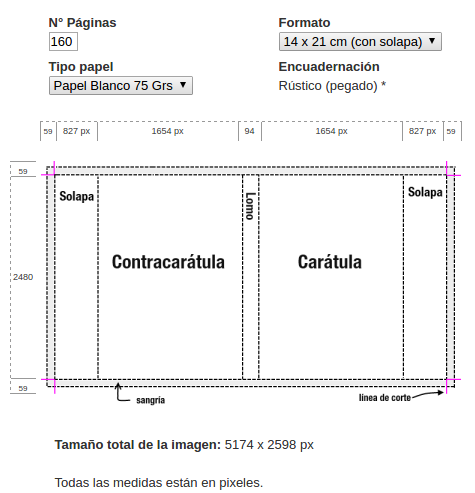 N° Páginas
Formato
160
14 x 21 cm (con solapa)
Tipo papel
Encuadernación
Papel Blanco 75 Grs
Rústico (pegado) *
59 827 px 1654 px 94 1654 px 827 px 59
59
Solapa
Lomo
Solapa
Contracarátula
Carátula
2480
59
sangría
línea de corte
Tamaño total de la imagen: 5174 x 2598 px
Todas las medidas están en pixeles.